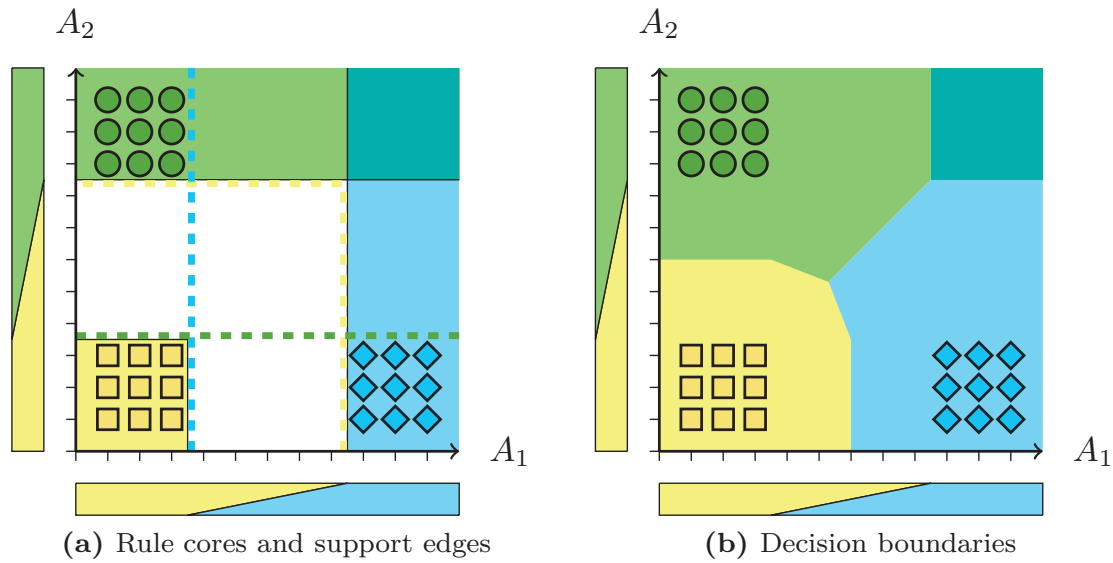 A₂
A₂
A₁
A₁
(a) Rule cores and support edges
(b) Decision boundaries